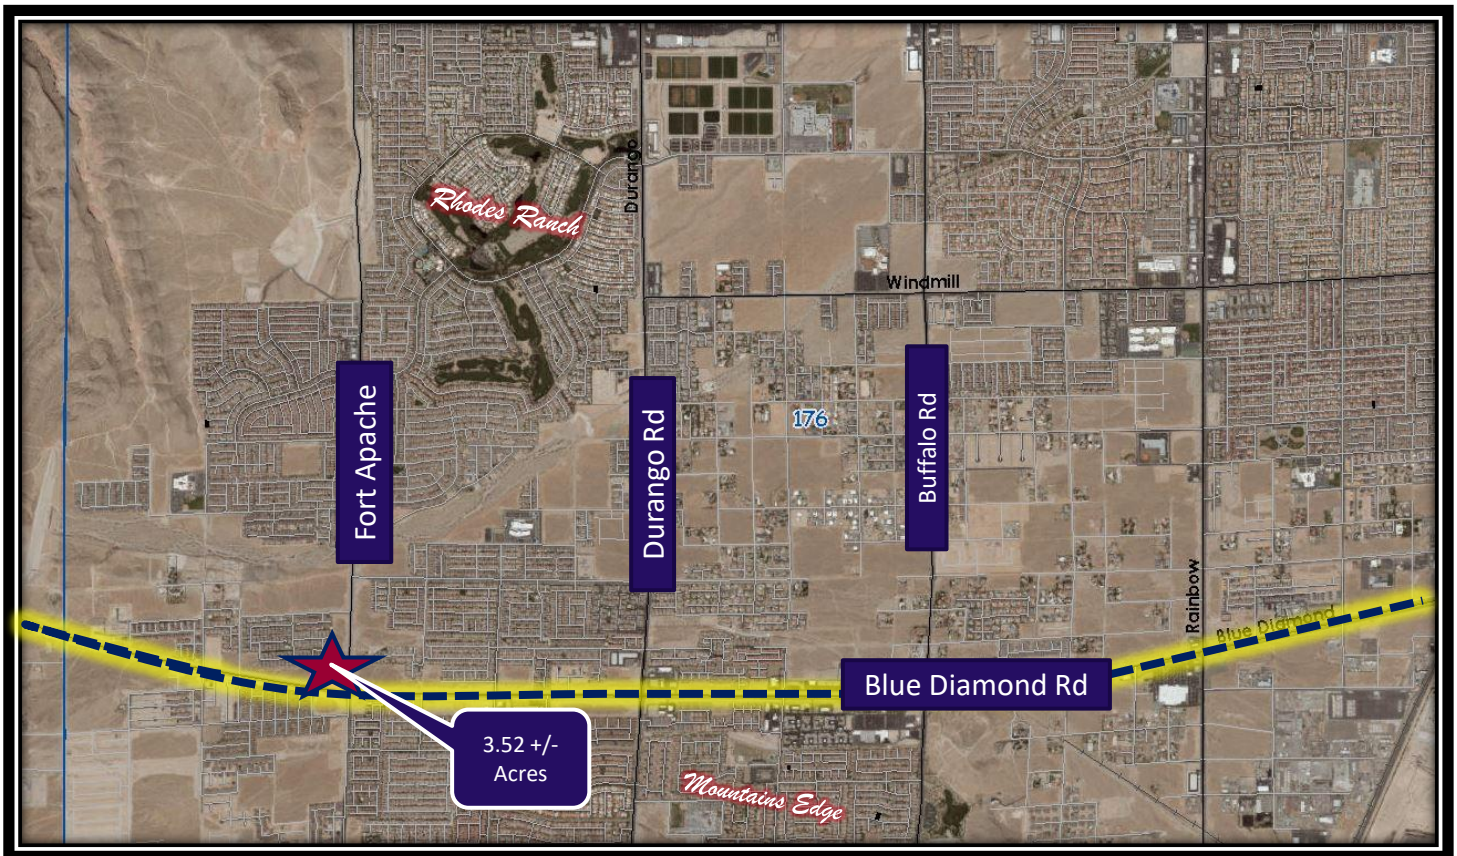 Durango
Rhodes Ranch
Windmill
Fort Apache
Durango Rd
Buffalo Rd
176
Rainbow
Blue Diamond
Blue Diamond Rd
3.52 +/-
Acres
Mountains Edge